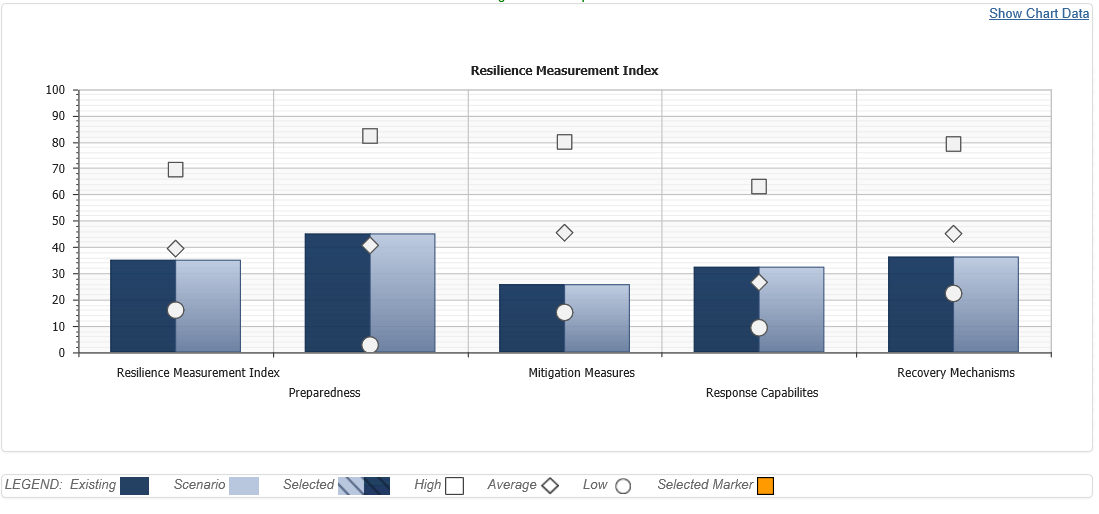 Show Chart Data
Resilience Measurement Index
100
90
80
70
60
50
40
30
20
10
0
Resilience Measurement Index
Preparedness
Mitigation Measures
Response Capabilites
Recovery Mechanisms
LEGEND: Existing Scenario Selected High Average Low Selected Marker